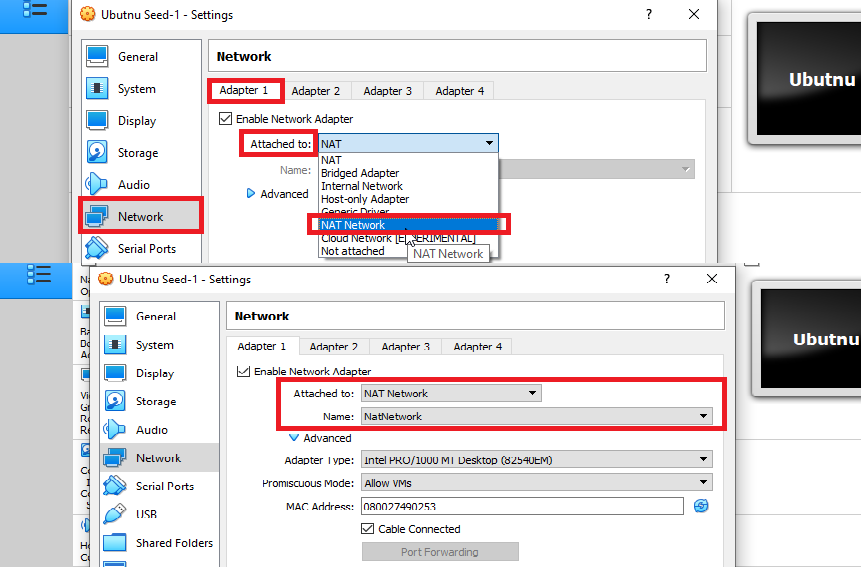 Ubutnu Seed-1 - Settings
?
General
System
Display
Storage
Audio
Network
Serial Ports
Network
Adapter 1 Adapter 2 Adapter 3 Adapter 4
Enable Network Adapter
Attached to: NAT
NAT
Bridged Adapter
Internal Network
Host-only Adapter
Generic Driver
NAT Network
Cloud Network [EXPERIMENTAL]
Not attached
NAT Network
Name:
Advanced
Ubutnu
Ubutnu Seed-1 - Settings
?
General
System
Display
Storage
Audio
Network
Serial Ports
USB
Shared Folders
Network
Adapter 1 Adapter 2 Adapter 3 Adapter 4
Enable Network Adapter
Attached to: NAT Network
Name: NatNetwork
Advanced
Adapter Type: Intel PRO/1000 MT Desktop (82540EM)
Promiscuous Mode: Allow VMs
MAC Address: 080027490253
Cable Connected
Port Forwarding
Ubutnu